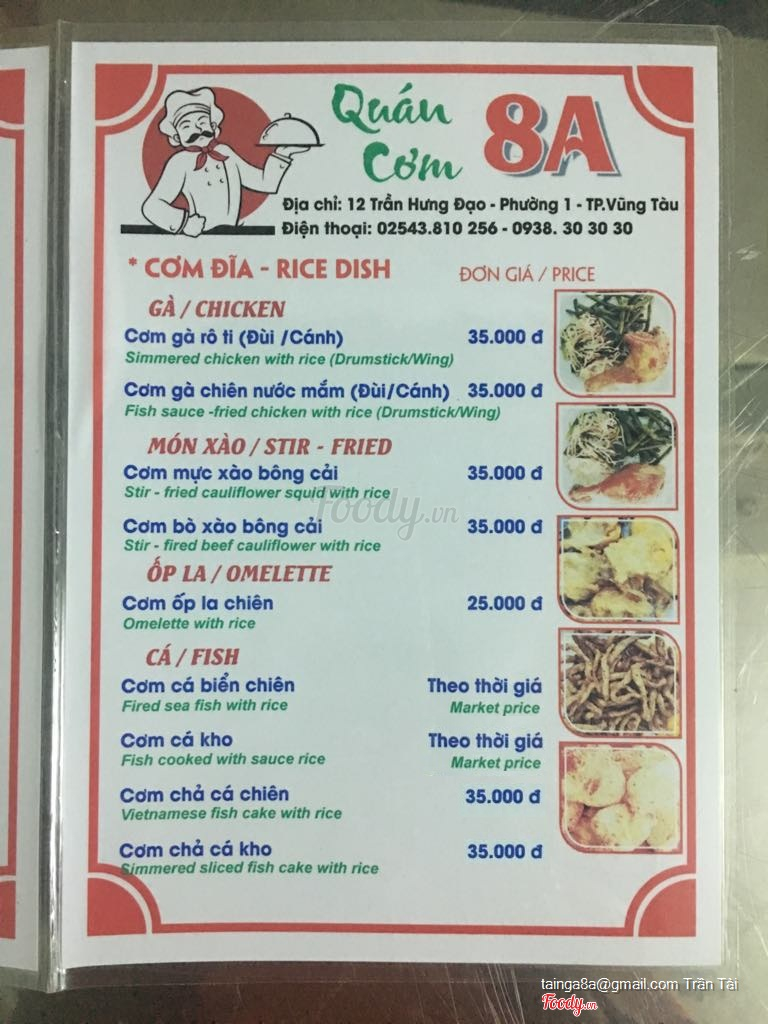 Quán
Cơm
8A
Địa chỉ: 12 Trần Hưng Đạo - Phường 1 - TP.Vũng Tàu
Điện thoại: 02543.810 256 - 0938. 30 30 30
* CƠM ĐĨA - RICE DISH ĐƠN GIÁ / PRICE
GÀ / CHICKEN
Cơm gà rô ti (Đùi /Cánh) 35.000 đ
Simmered chicken with rice (Drumstick/Wing)
Cơm gà chiên nước mắm (Đùi/Cánh) 35.000 đ
Fish sauce -fried chicken with rice (Drumstick/Wing)
MÓN XÀO / STIR - FRIED
Cơm mực xào bông cải 35.000 đ
Stir - fried cauliflower squid with rice
Foody.vn
Cơm bò xào bông cải 35.000 đ
Stir - fired beef cauliflower with rice
ỐP LA / OMELETTE
Cơm ốp la chiên 25.000 đ
Omelette with rice
CÁ / FISH
Cơm cá biển chiên Theo thời giá
Fired sea fish with rice Market price
Cơm cá kho Theo thời giá
Fish cooked with sauce rice Market price
Cơm chả cá chiên 35.000 đ
Vietnamese fish cake with rice
Cơm chả cá kho 35.000 đ
Simmered sliced fish cake with rice
tainga8a@gmail.com Trần Tài
Foody.vn